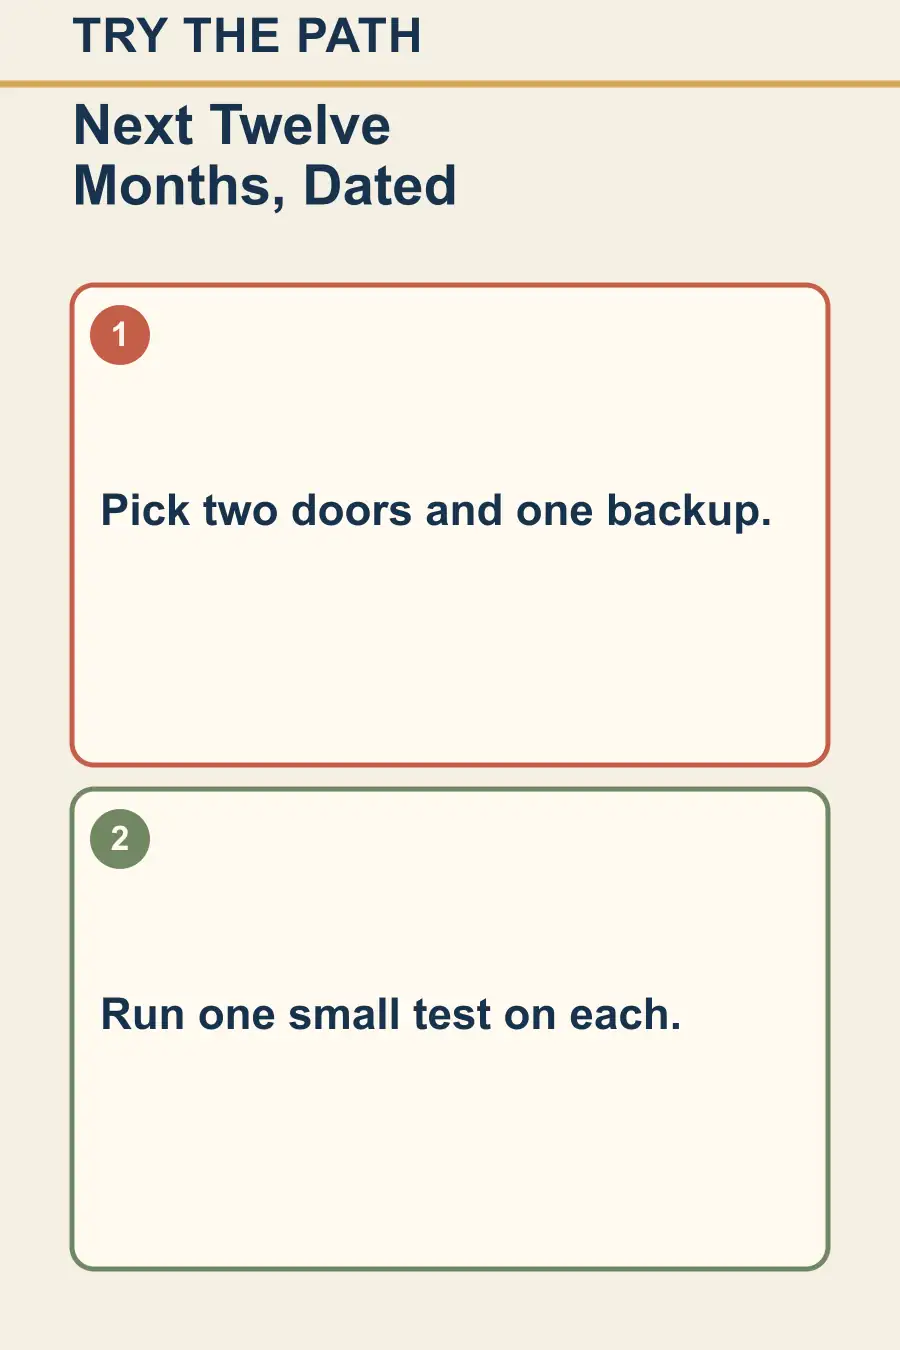 TRY THE PATH
Next Twelve
Months, Dated
1
Pick two doors and one backup.
2
Run one small test on each.